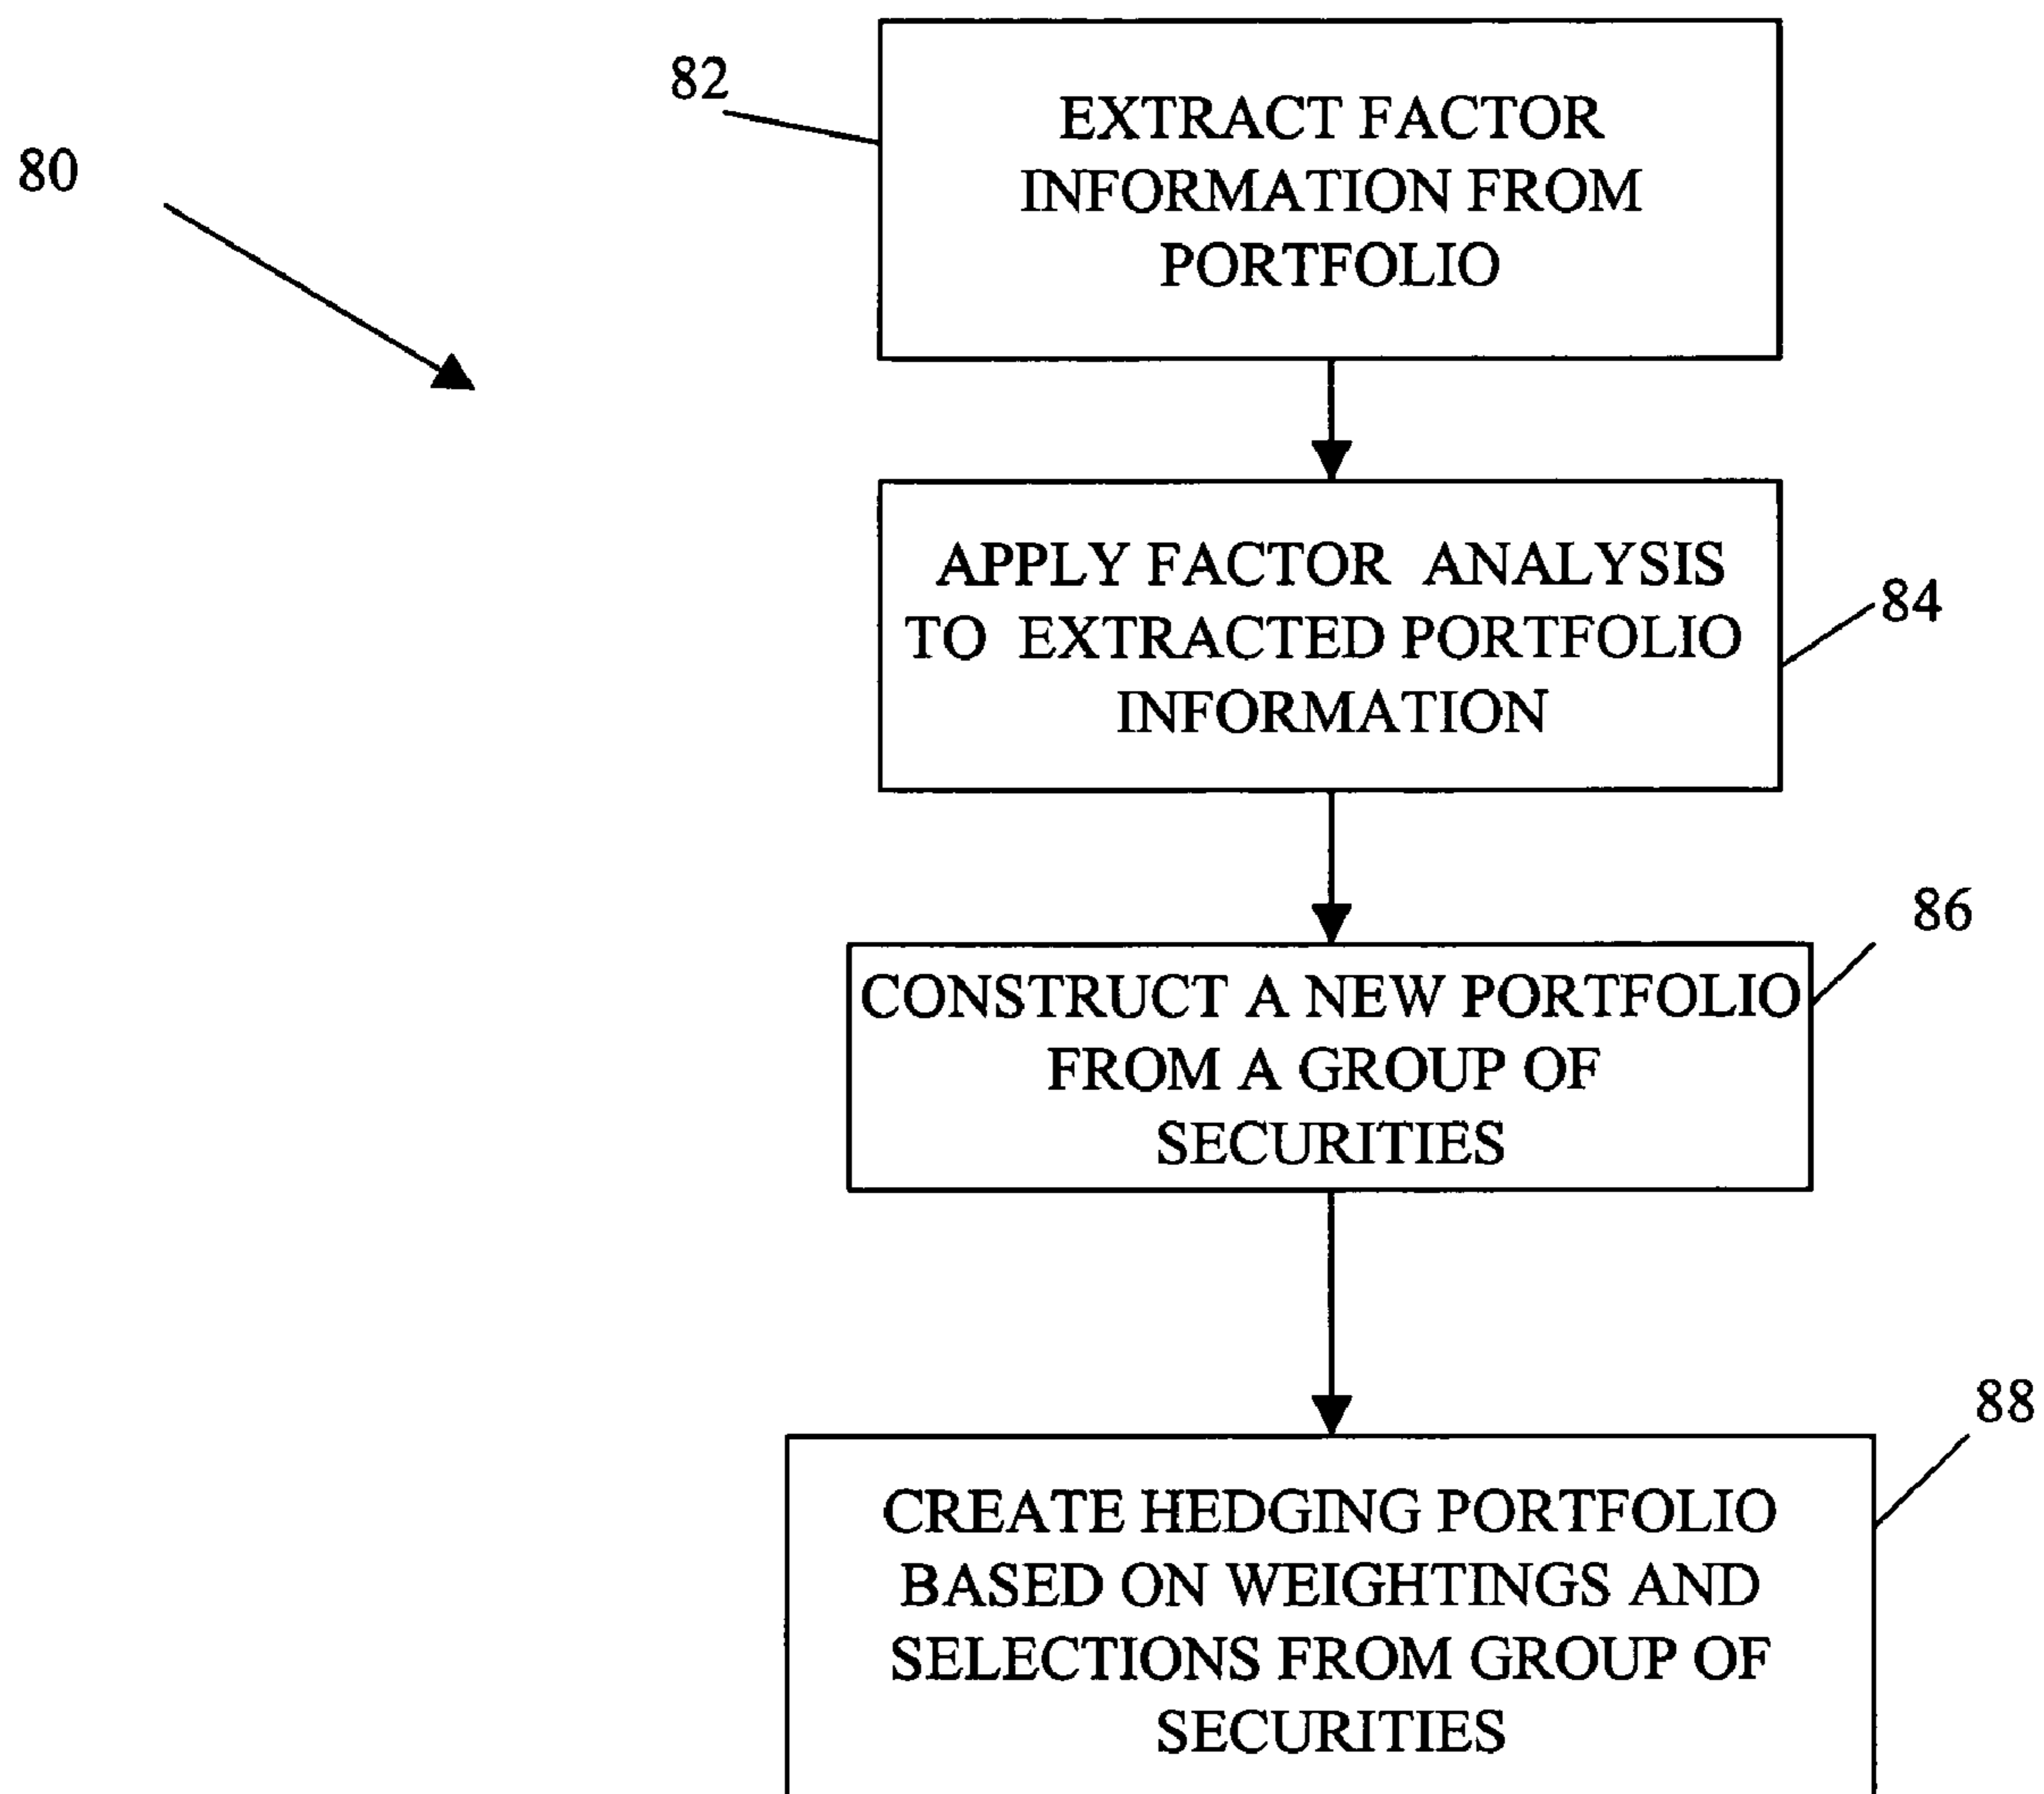 82
EXTRACT FACTOR
INFORMATION FROM
PORTFOLIO
80
APPLY FACTOR ANALYSIS
TO EXTRACTED PORTFOLIO
INFORMATION
84
86
CONSTRUCT A NEW PORTFOLIO
FROM A GROUP OF
SECURITIES
88
CREATE HEDGING PORTFOLIO
BASED ON WEIGHTINGS AND
SELECTIONS FROM GROUP OF
SECURITIES